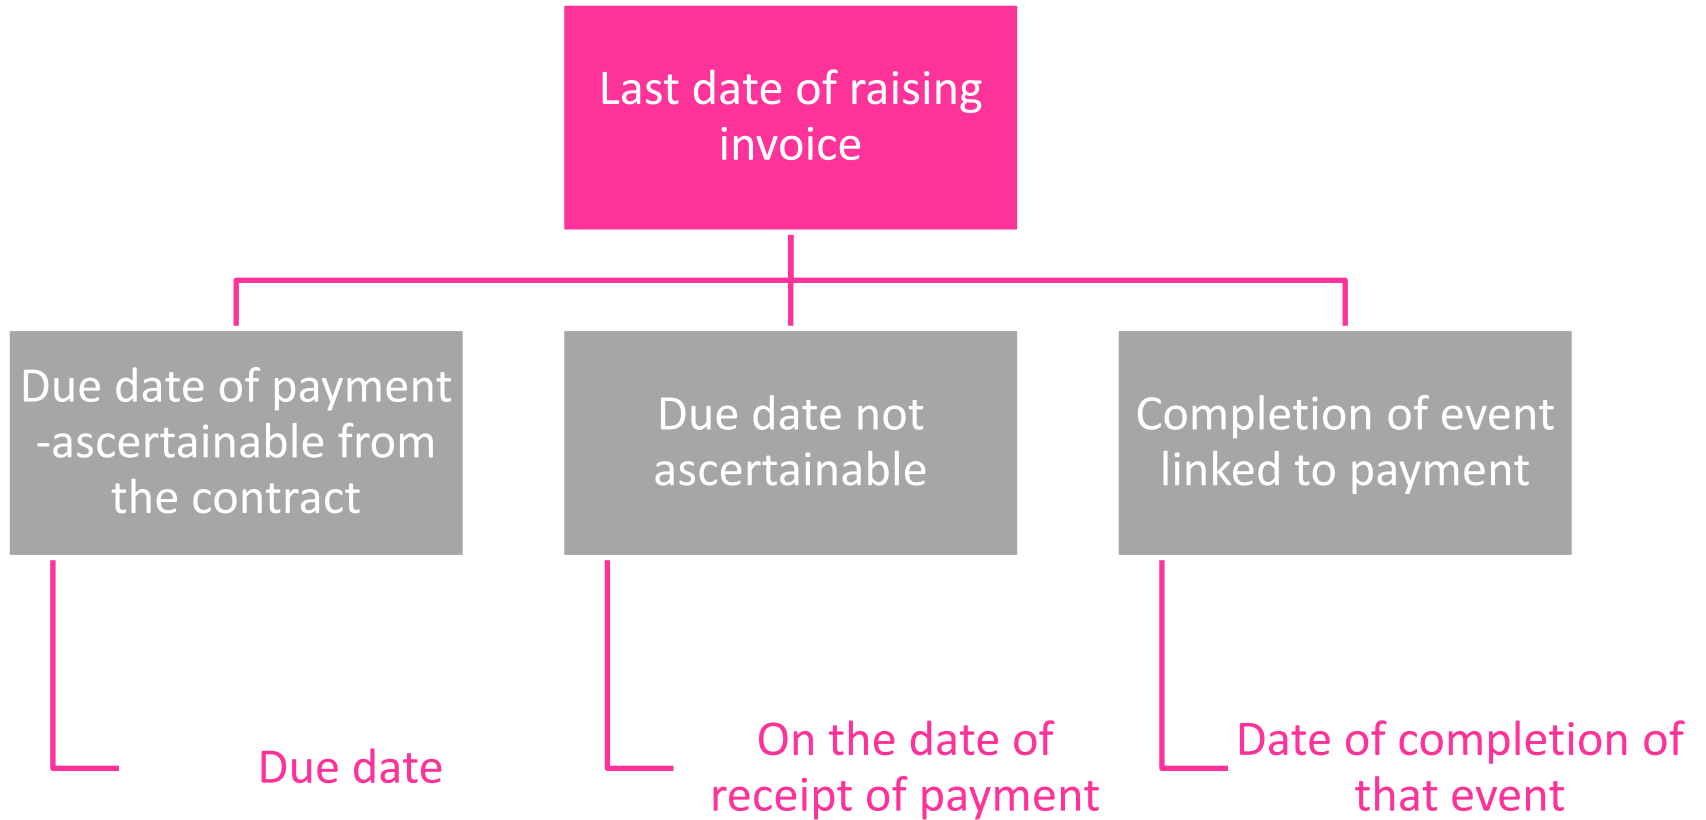 Last date of raising
invoice
Due date of payment
-ascertainable from
the contract
Due date not
ascertainable
Completion of event
linked to payment
Due date
On the date of
receipt of payment
Date of completion of
that event